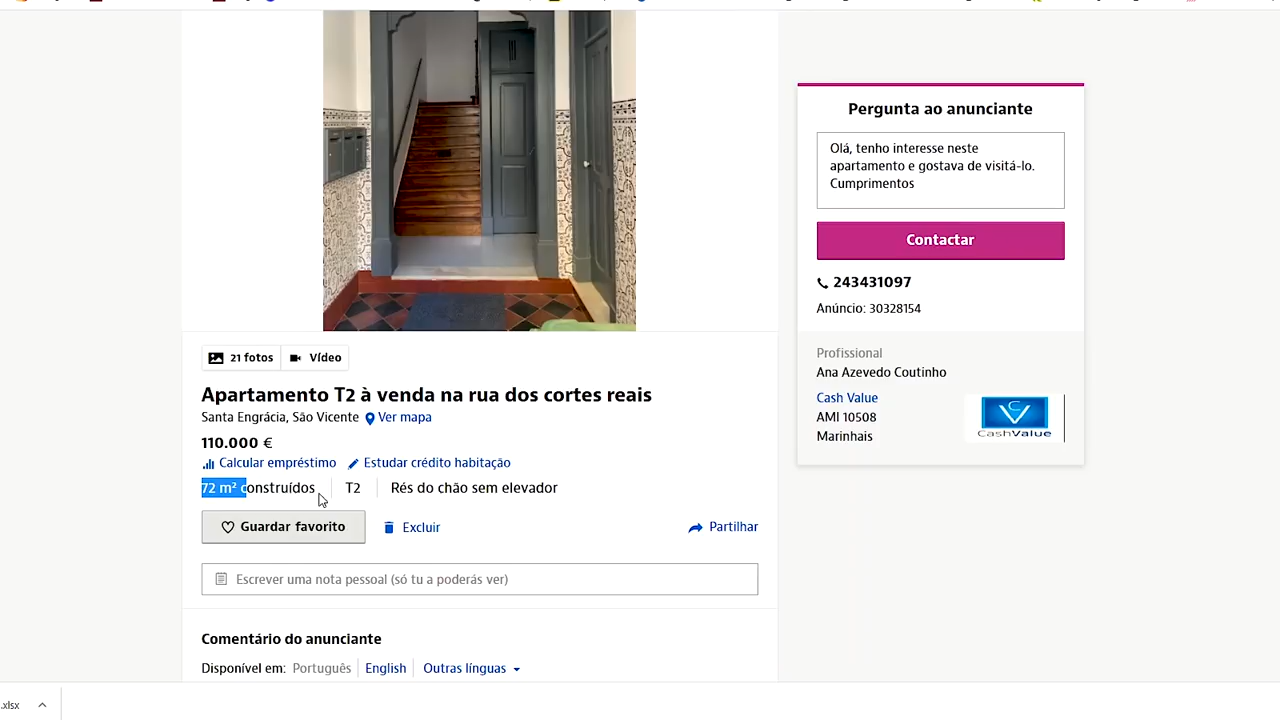 21 fotos
Vídeo
Apartamento T2 à venda na rua dos cortes reais
Santa Engrácia, São Vicente Ver mapa
110.000 €
Calcular empréstimo Estudar crédito habitação
72 m² construídos T2 Rés do chão sem elevador
Guardar favorito Excluir Partilhar
Escrever uma nota pessoal (só tu a poderás ver)
Comentário do anunciante
Disponível em: Português English Outras línguas
Pergunta ao anunciante
Olá, tenho interesse neste
apartamento e gostava de visitá-lo.
Cumprimentos
Contactar
243431097
Anúncio: 30328154
Profissional
Ana Azevedo Coutinho
Cash Value
AMI 10508
Marinhais
CV
CashValue
.xlsx